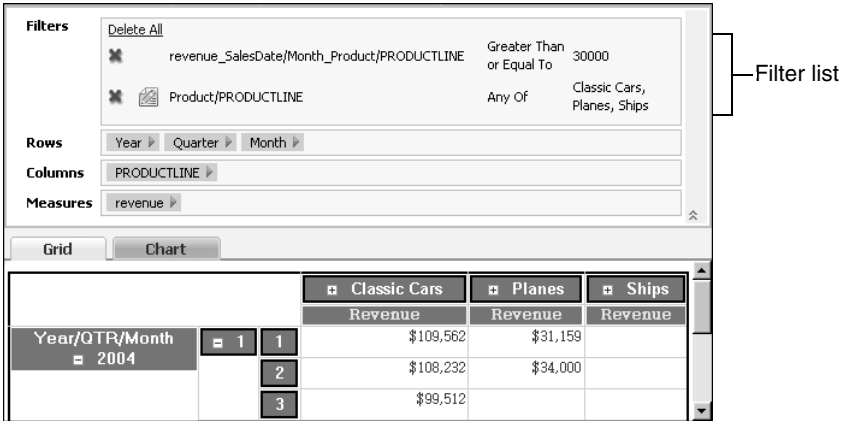 Filters
Delete All
revenue_SalesDate/Month_Product/PRODUCTLINE
Greater Than
or Equal To
30000
Product/PRODUCTLINE
Any Of
Classic Cars,
Planes, Ships
Filter list
Rows
Year Quarter Month
Columns
PRODUCTLINE
Measures
revenue
Grid Chart
Classic Cars Planes Ships
Revenue Revenue Revenue
Year/QTR/Month
2004
1 1 $109,562 $31,159
2 $108,232 $34,000
3 $99,512